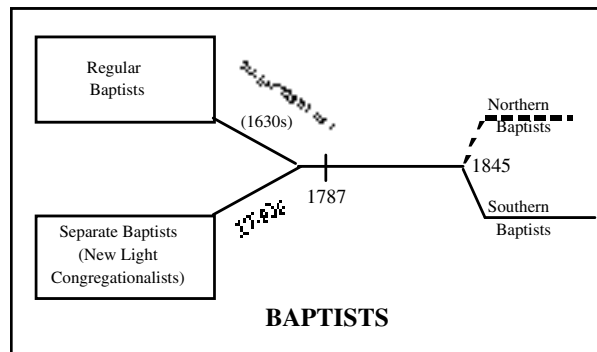 Regular
Baptists
(1630s)
Northern
Baptists
1845
1787
Southern
Baptists
Separate Baptists
(New Light
Congregationalists)
BAPTISTS